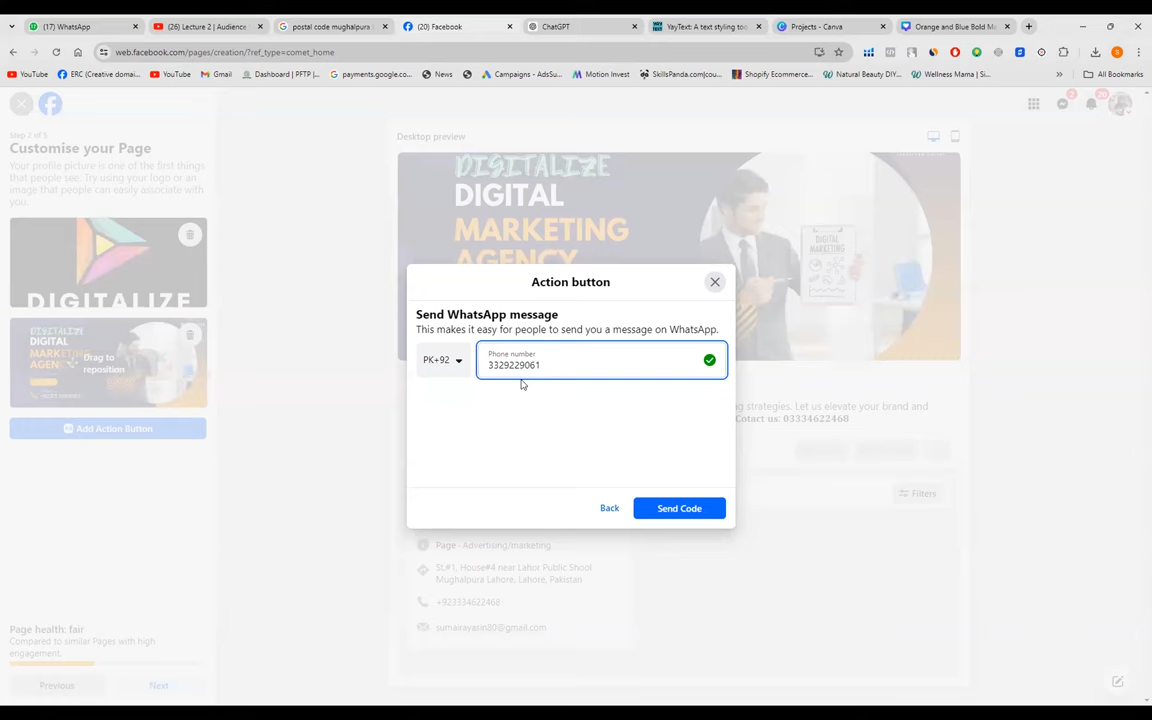 (17) WhatsApp
(26) Lecture 2 | Audience
postal code mughalpura l
(20) Facebook
ChatGPT
YayText: A text styling too
Projects - Canva
Orange and Blue Bold M
web.facebook.com/pages/creation/?ref_type=comet_home
YouTube
ERC (Creative domai...
YouTube
Gmail
Dashboard | PFTP |...
payments.google.co...
News
Campaigns - AdsSu...
Motion Invest
SkillsPanda.com|cou...
Shopify Ecommerce...
Natural Beauty DIY...
Wellness Mama | Si...
All Bookmarks
2
20
Step 2 of 5
Customise your Page
Your profile picture is one of the first things
that people see. Try using your logo or an
image that people can easily associate with
you.
DIGITALIZE
DIGITALIZE
DIGITAL
MARKETING
Drag to
reposition
Add Action Button
Page health: fair
Compared to similar Pages with high
engagement.
Previous
Next
Desktop preview
DIGITALIZE
DIGITAL
MARKETING
AGENCY
DIGITAL
MARKETING
Action button
Send WhatsApp message
This makes it easy for people to send you a message on WhatsApp.
PK+92
Phone number
3329229061
Back
Send Code
strategies. Let us elevate your brand and
Cotact us: 03334622468
Filters
Page · Advertising/marketing
St.#1, House#4 near Lahor Public Shool
Mughaloura Lahore, Lahore, Pakistan
+923334622468
sumairayasin80@gmail.com